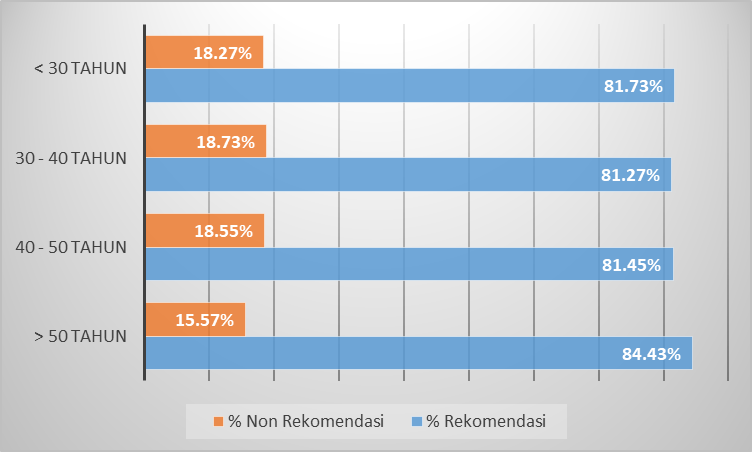 < 30 TAHUN
18.27%
81.73%
30 - 40 TAHUN
18.73%
81.27%
40 - 50 TAHUN
18.55%
81.45%
> 50 TAHUN
15.57%
84.43%
% Non Rekomendasi
% Rekomendasi